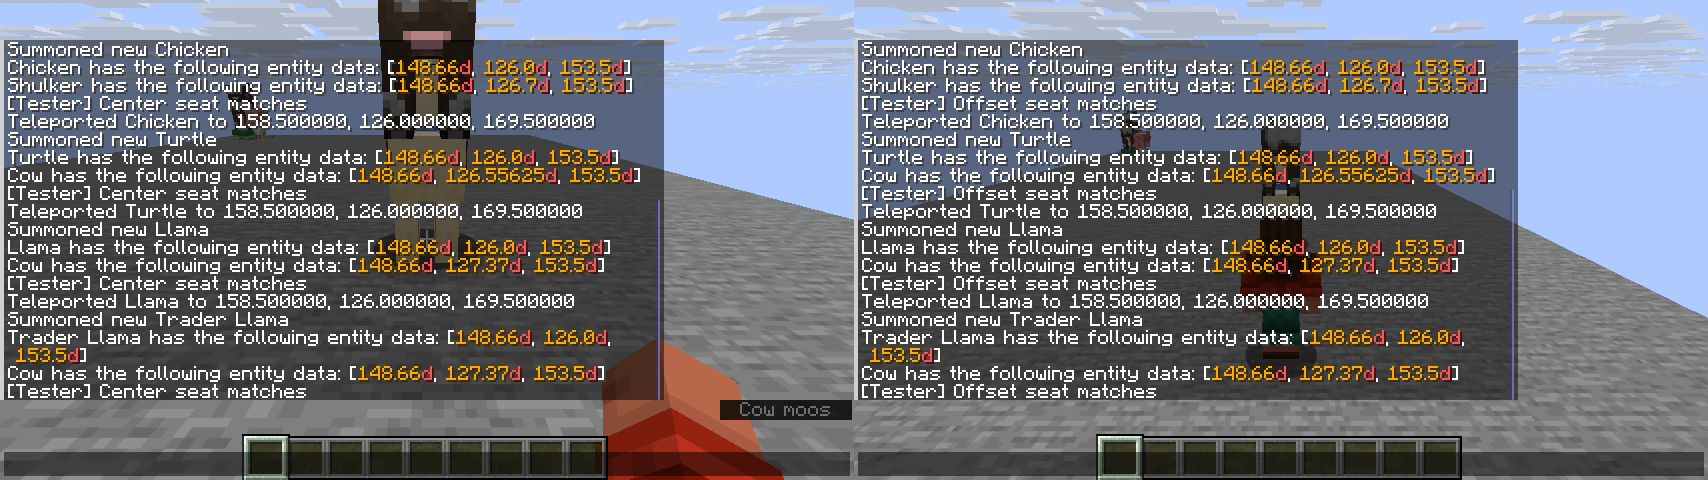 Summoned new Chicken
Chicken has the following entity data: [148.66d, 126.0d, 153.5d]
Shulker has the following entity data: [148.66d, 126.7d, 153.5d]
[Tester] Center seat matches
Teleported Chicken to 158.500000, 126.000000, 169.500000
Summoned new Turtle
Turtle has the following entity data: [148.66d, 126.0d, 153.5d]
Cow has the following entity data: [148.66d, 126.55625d, 153.5d]
[Tester] Center seat matches
Teleported Turtle to 158.500000, 126.000000, 169.500000
Summoned new Llama
Llama has the following entity data: [148.66d, 126.0d, 153.5d]
Cow has the following entity data: [148.66d, 127.37d, 153.5d]
[Tester] Center seat matches
Teleported Llama to 158.500000, 126.000000, 169.500000
Summoned new Trader Llama
Trader Llama has the following entity data: [148.66d, 126.0d,
153.5d]
Cow has the following entity data: [148.66d, 127.37d, 153.5d]
[Tester] Center seat matches
Cow moos
Summoned new Chicken
Chicken has the following entity data: [148.66d, 126.0d, 153.5d]
Shulker has the following entity data: [148.66d, 126.7d, 153.5d]
[Tester] Offset seat matches
Teleported Chicken to 158.500000, 126.000000, 169.500000
Summoned new Turtle
Turtle has the following entity data: [148.66d, 126.0d, 153.5d]
Cow has the following entity data: [148.66d, 126.55625d, 153.5d]
[Tester] Offset seat matches
Teleported Turtle to 158.500000, 126.000000, 169.500000
Summoned new Llama
Llama has the following entity data: [148.66d, 126.0d, 153.5d]
Cow has the following entity data: [148.66d, 127.37d, 153.5d]
[Tester] Offset seat matches
Teleported Llama to 158.500000, 126.000000, 169.500000
Summoned new Trader Llama
Trader Llama has the following entity data: [148.66d, 126.0d,
153.5d]
Cow has the following entity data: [148.66d, 127.37d, 153.5d]
[Tester] Offset seat matches